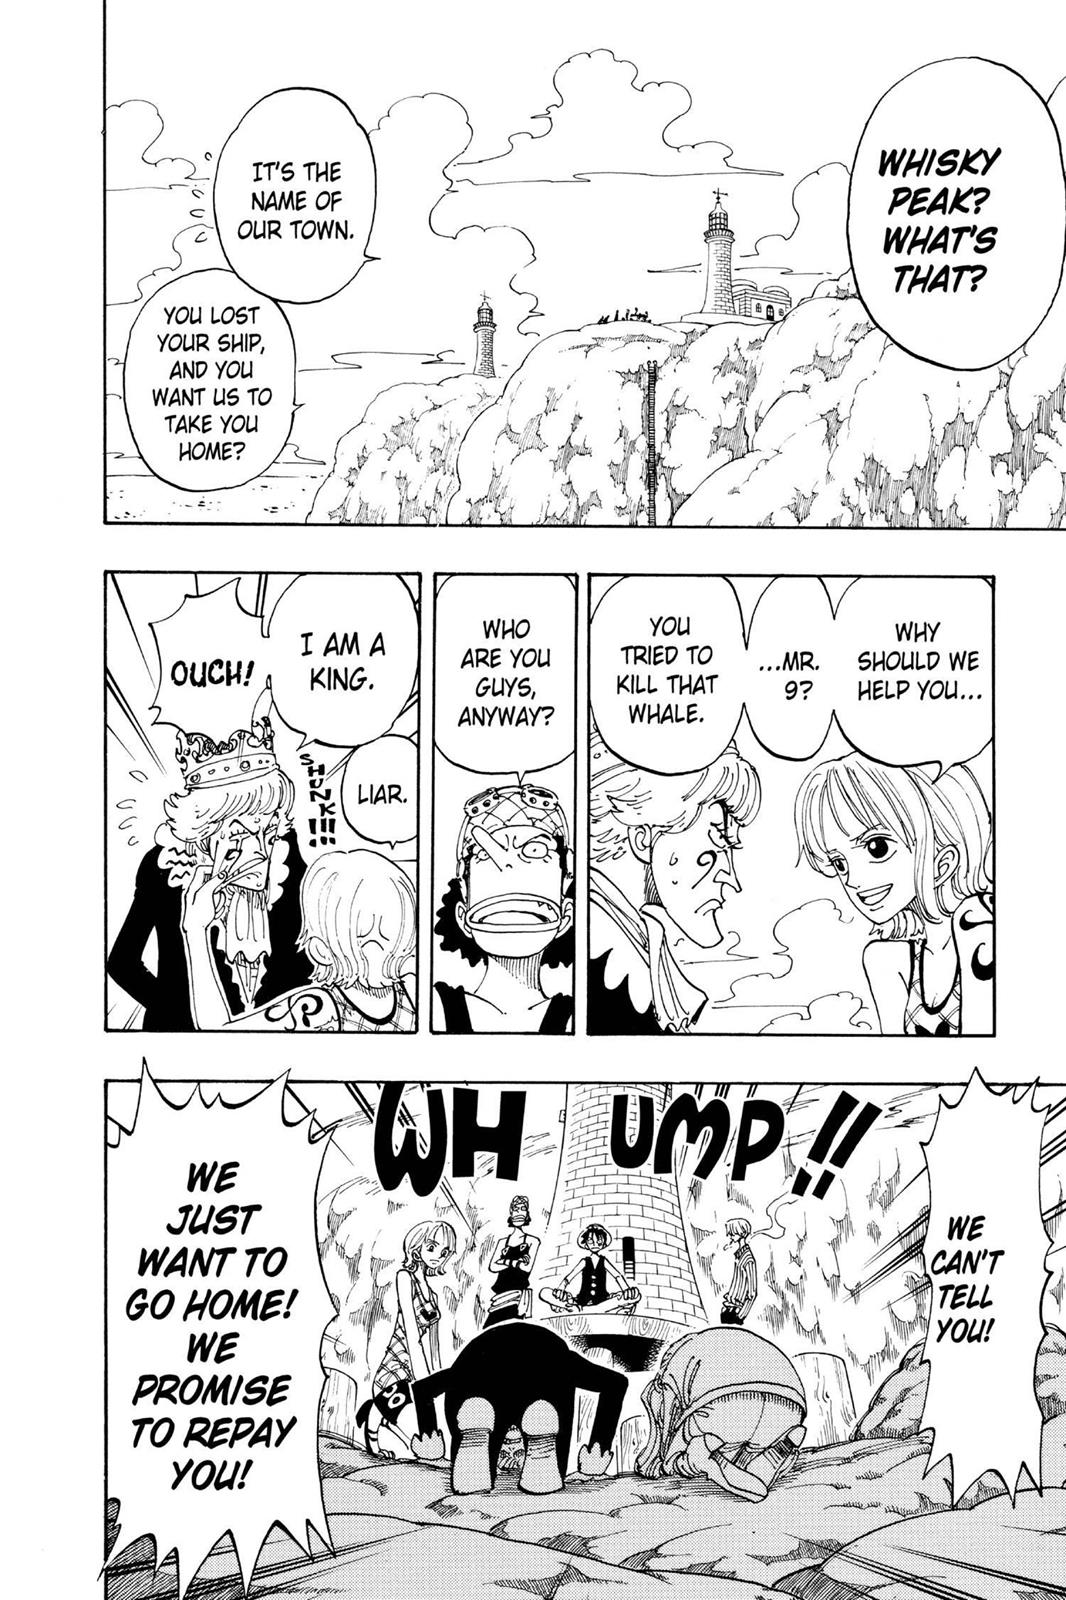 WHISKY
PEAK?
WHAT'S
THAT?
IT'S THE
NAME OF
OUR TOWN.
YOU LOST
YOUR SHIP,
AND YOU
WANT US TO
TAKE YOU
HOME?
WHY
SHOULD WE
HELP YOU...
...MR.
9?
YOU
TRIED TO
KILL THAT
WHALE.
WHO
ARE YOU
GUYS,
ANYWAY?
I AM A
KING.
LIAR.
SHUNK!!!
OUCH!
WHUMP!!
WE
CAN'T
TELL
YOU!
WE
JUST
WANT TO
GO HOME!
WE
PROMISE
TO REPAY
YOU!